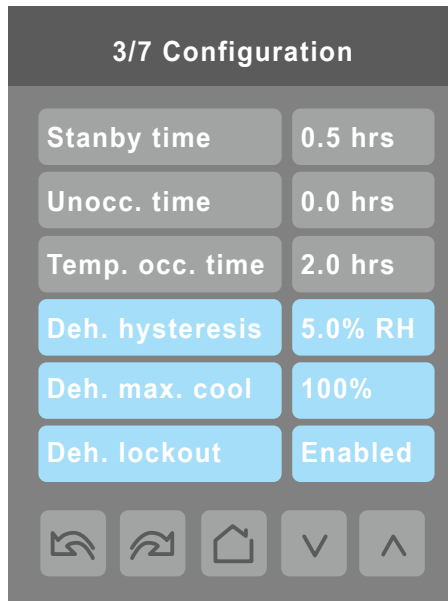 3/7 Configuration
Stanby time 0.5 hrs
Unocc. time 0.0 hrs
Temp. occ. time 2.0 hrs
Deh. hysteresis 5.0% RH
Deh. max. cool 100%
Deh. lockout Enabled